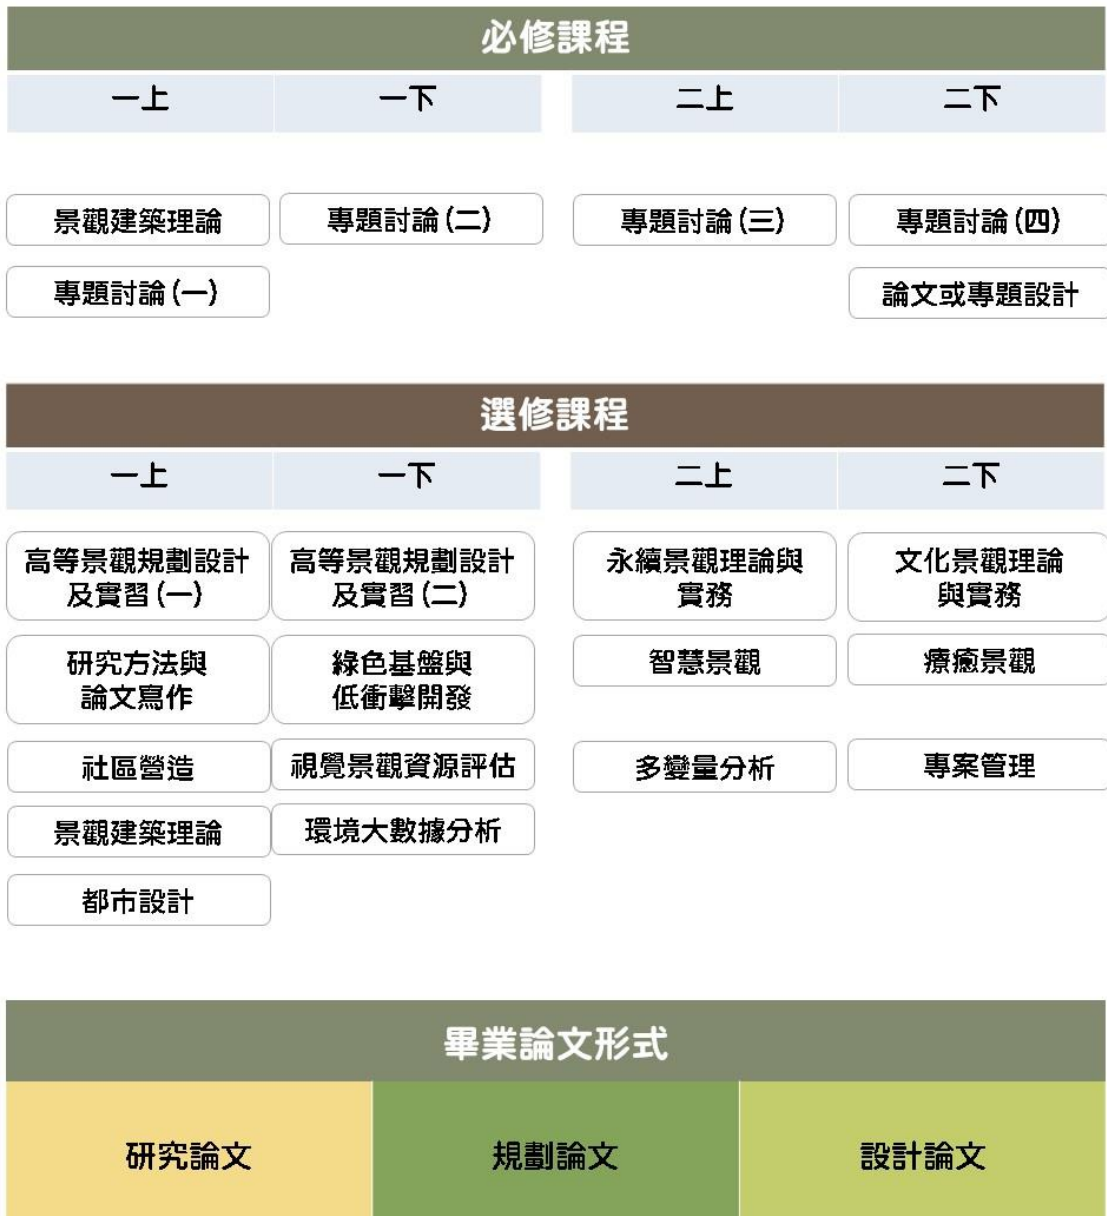 必修課程
一上
一下
二上
二下
景觀建築理論
專題討論(二)
專題討論(三)
專題討論(四)
專題討論(一)
論文或專題設計
選修課程
一上
一下
二上
二下
高等景觀規劃設計
及實習(一)
高等景觀規劃設計
及實習(二)
永續景觀理論與
實務
文化景觀理論
與實務
研究方法與
論文寫作
綠色基盤與
低衝擊開發
智慧景觀
療癒景觀
社區營造
視覺景觀資源評估
多變量分析
專案管理
景觀建築理論
環境大數據分析
都市設計
畢業論文形式
研究論文
規劃論文
設計論文